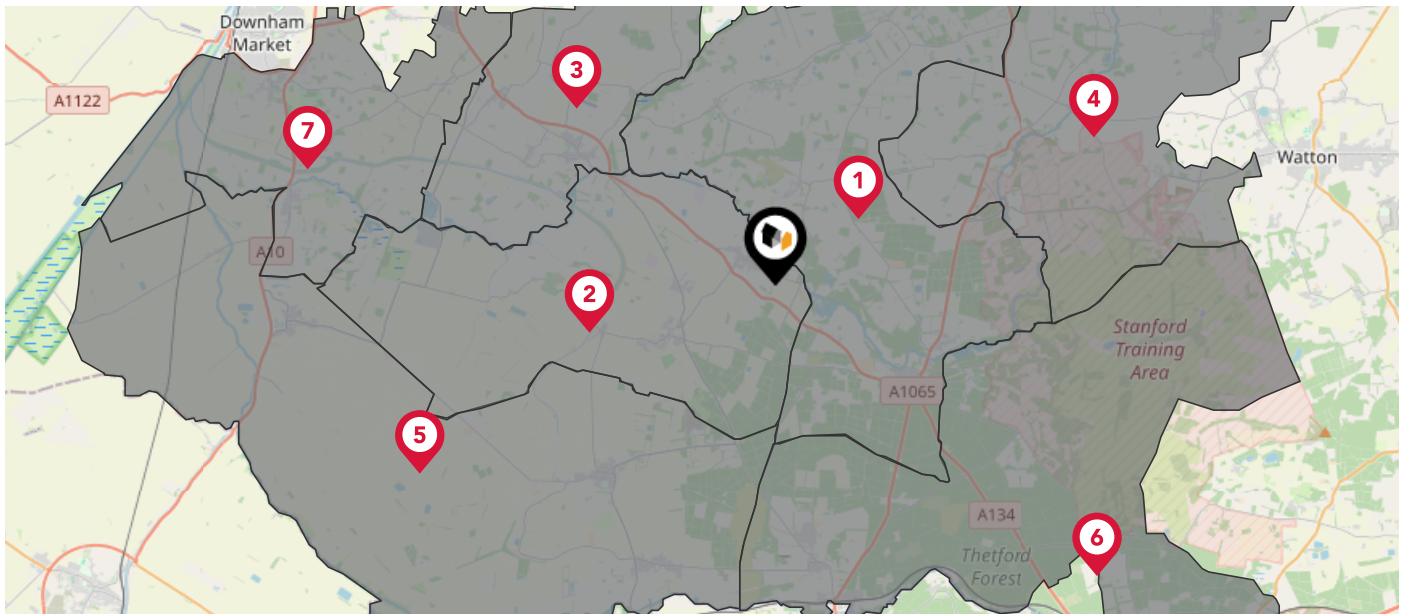 Downham
Market
A1122
3
4
7
Watton
1
A10
2
Stanford
Training
Area
A1065
5
A134
6
Thetford
Forest